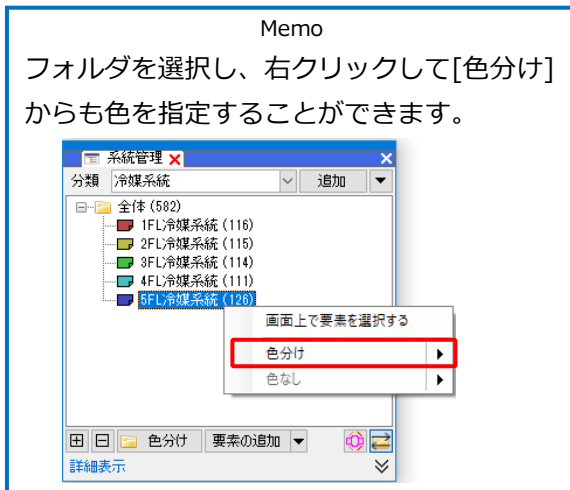 Memo
フォルダを選択し、右クリックして[色分け]
からも色を指定することができます。
系統管理
分類 冷媒系統 追加
全体 (582)
1FL冷媒系統 (116)
2FL冷媒系統 (115)
3FL冷媒系統 (114)
4FL冷媒系統 (111)
5FL冷媒系統 (126)
画面上で要素を選択する
色分け
色なし
色分け 要素の追加
詳細表示